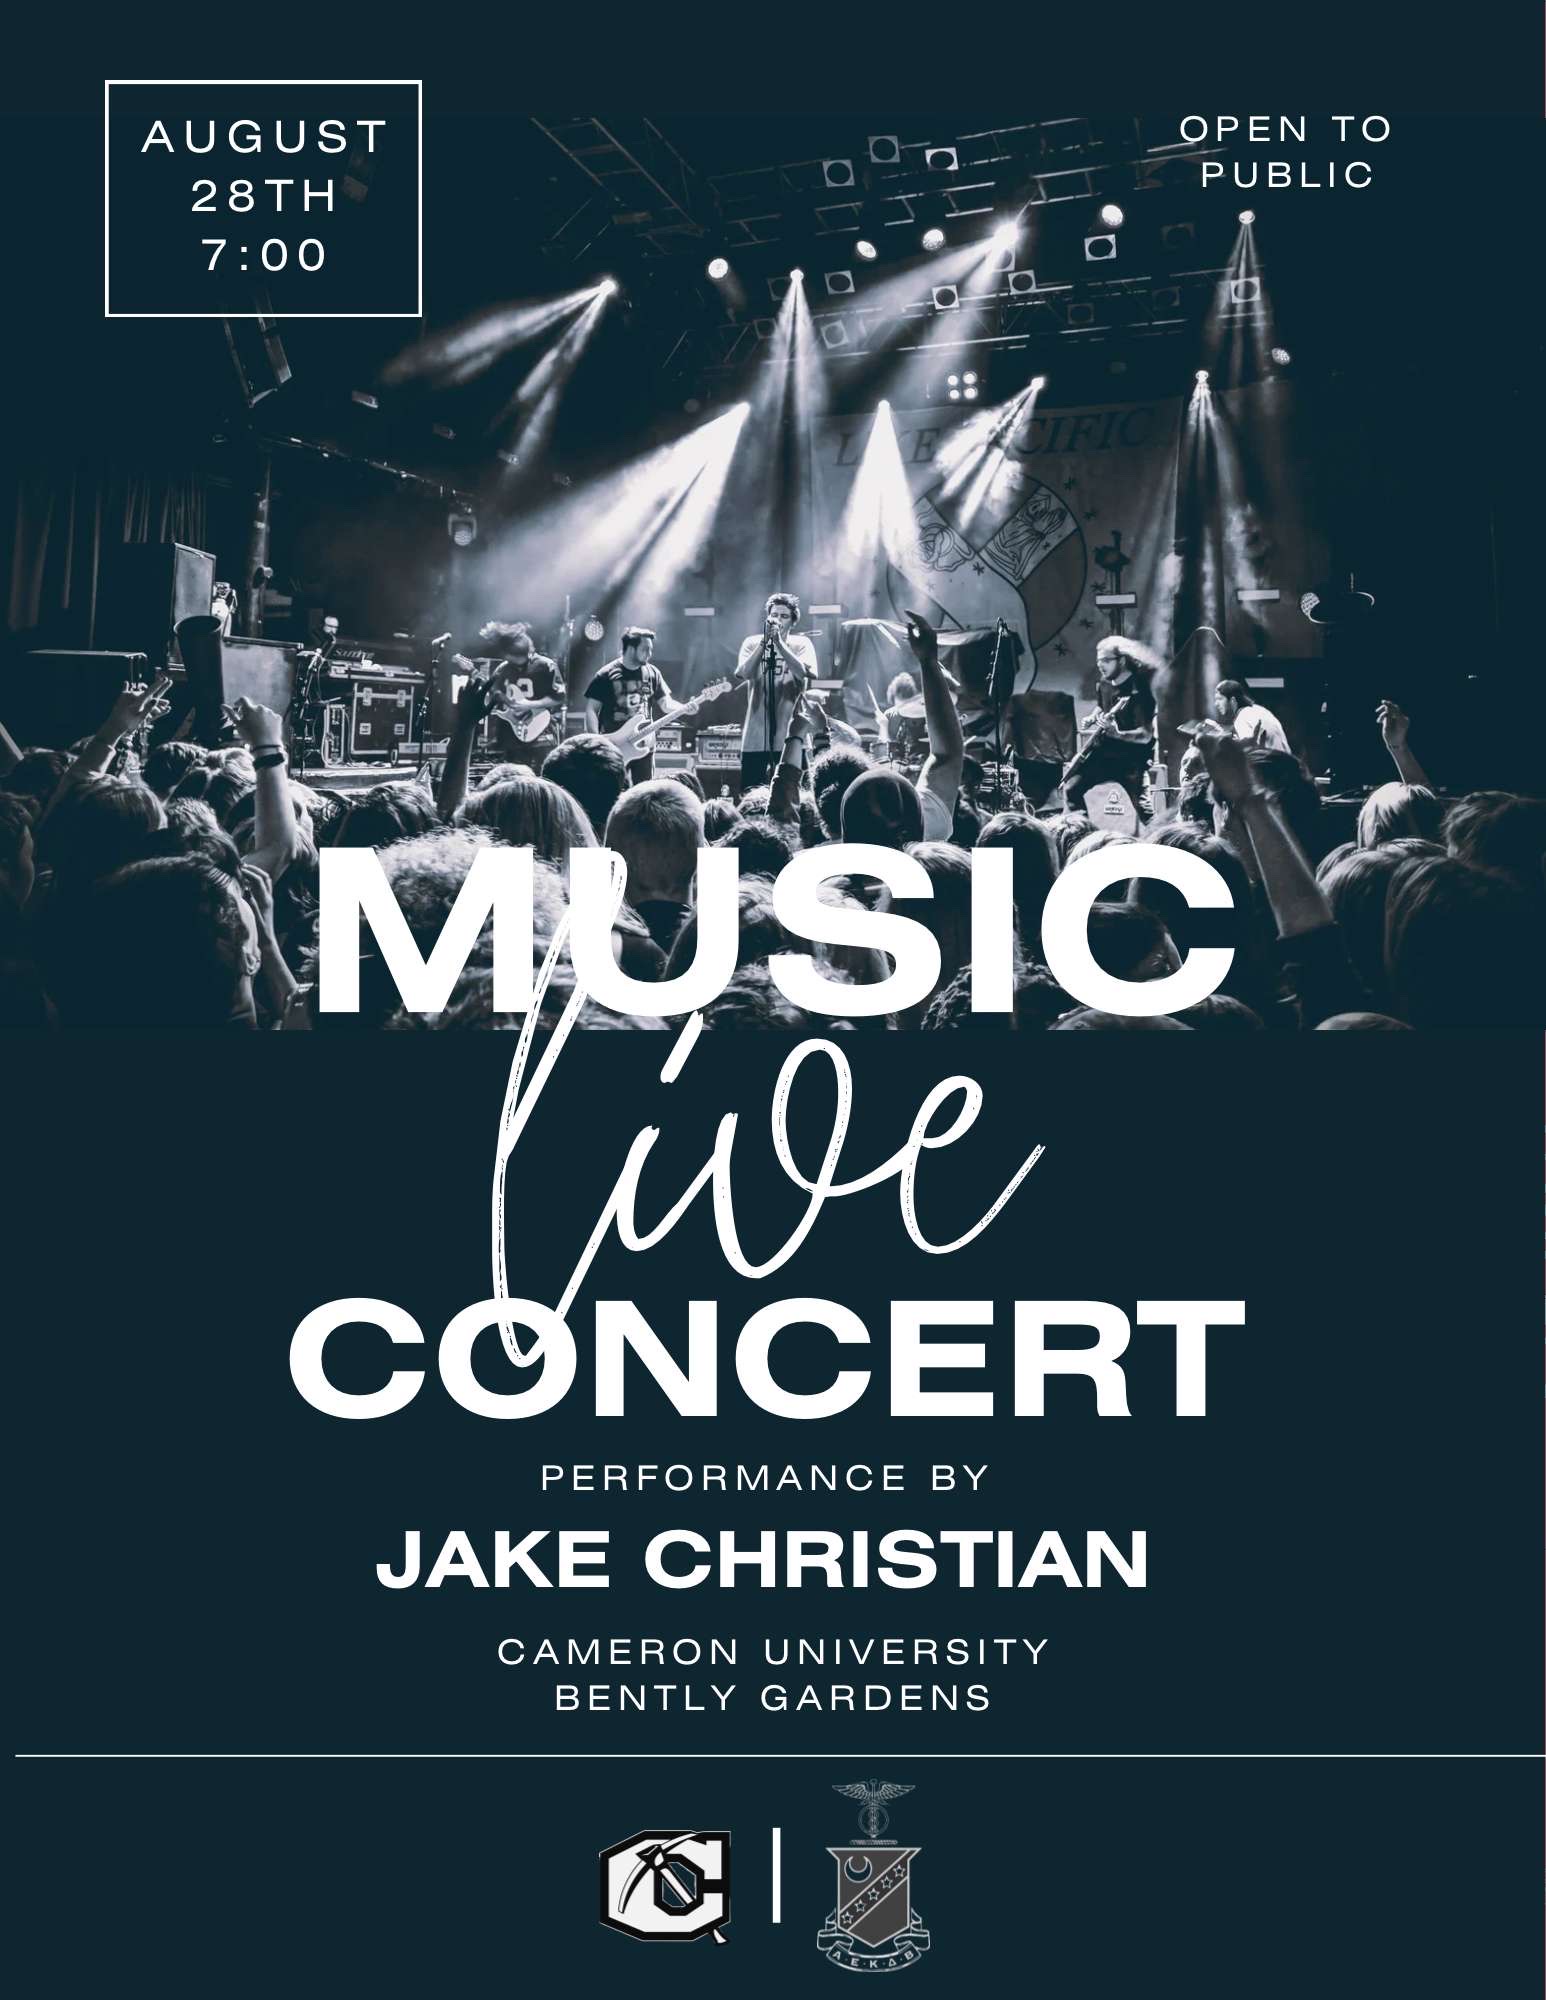 AUGUST
28TH
7:00
OPEN TO
PUBLIC
MUSIC
live
CONCERT
PERFORMANCE BY
JAKE CHRISTIAN
CAMERON UNIVERSITY
BENTLY GARDENS
Α·Ε·Κ·Δ·Β